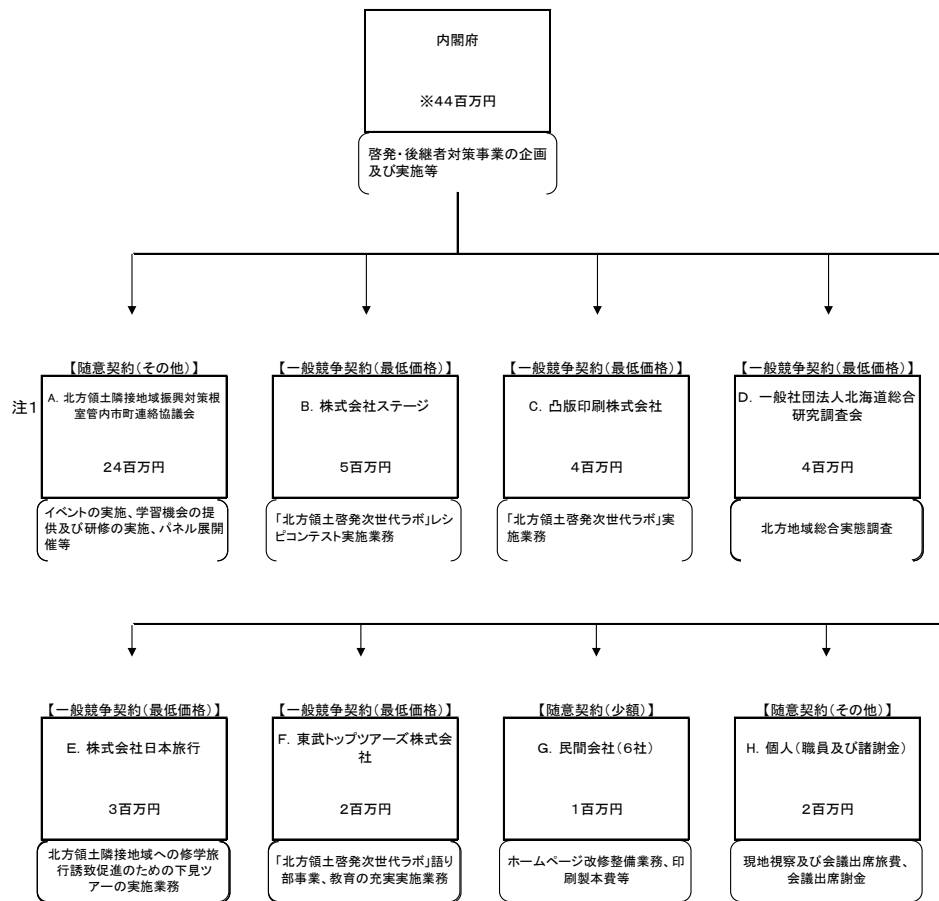 内閣府
※44百万円
啓発・後継者対策事業の企画
及び実施等
【随意契約(その他)】
注1
A. 北方領土隣接地域振興対策根
室管内市町連絡協議会
24百万円
イベントの実施、学習機会の提
供及び研修の実施、パネル展開
催等
【一般競争契約(最低価格)】
B. 株式会社ステージ
5百万円
「北方領土啓発次世代ラボ」レシ
ピコンテスト実施業務
【一般競争契約(最低価格)】
C. 凸版印刷株式会社
4百万円
「北方領土啓発次世代ラボ」実
施業務
【一般競争契約(最低価格)】
D. 一般社団法人北海道総合
研究調査会
4百万円
北方地域総合実態調査
【一般競争契約(最低価格)】
E. 株式会社日本旅行
3百万円
北方領土隣接地域への修学旅
行誘致促進のための下見ツ
アーの実施業務
【一般競争契約(最低価格)】
F. 東武トップツアーズ株式会
社
2百万円
「北方領土啓発次世代ラボ」語り
部事業、教育の充実実施業務
【随意契約(少額)】
G. 民間会社(6社)
1百万円
ホームページ改修整備業務、印
刷製本費等
【随意契約(その他)】
H. 個人(職員及び諸謝金)
2百万円
現地視察及び会議出席旅費、
会議出席謝金